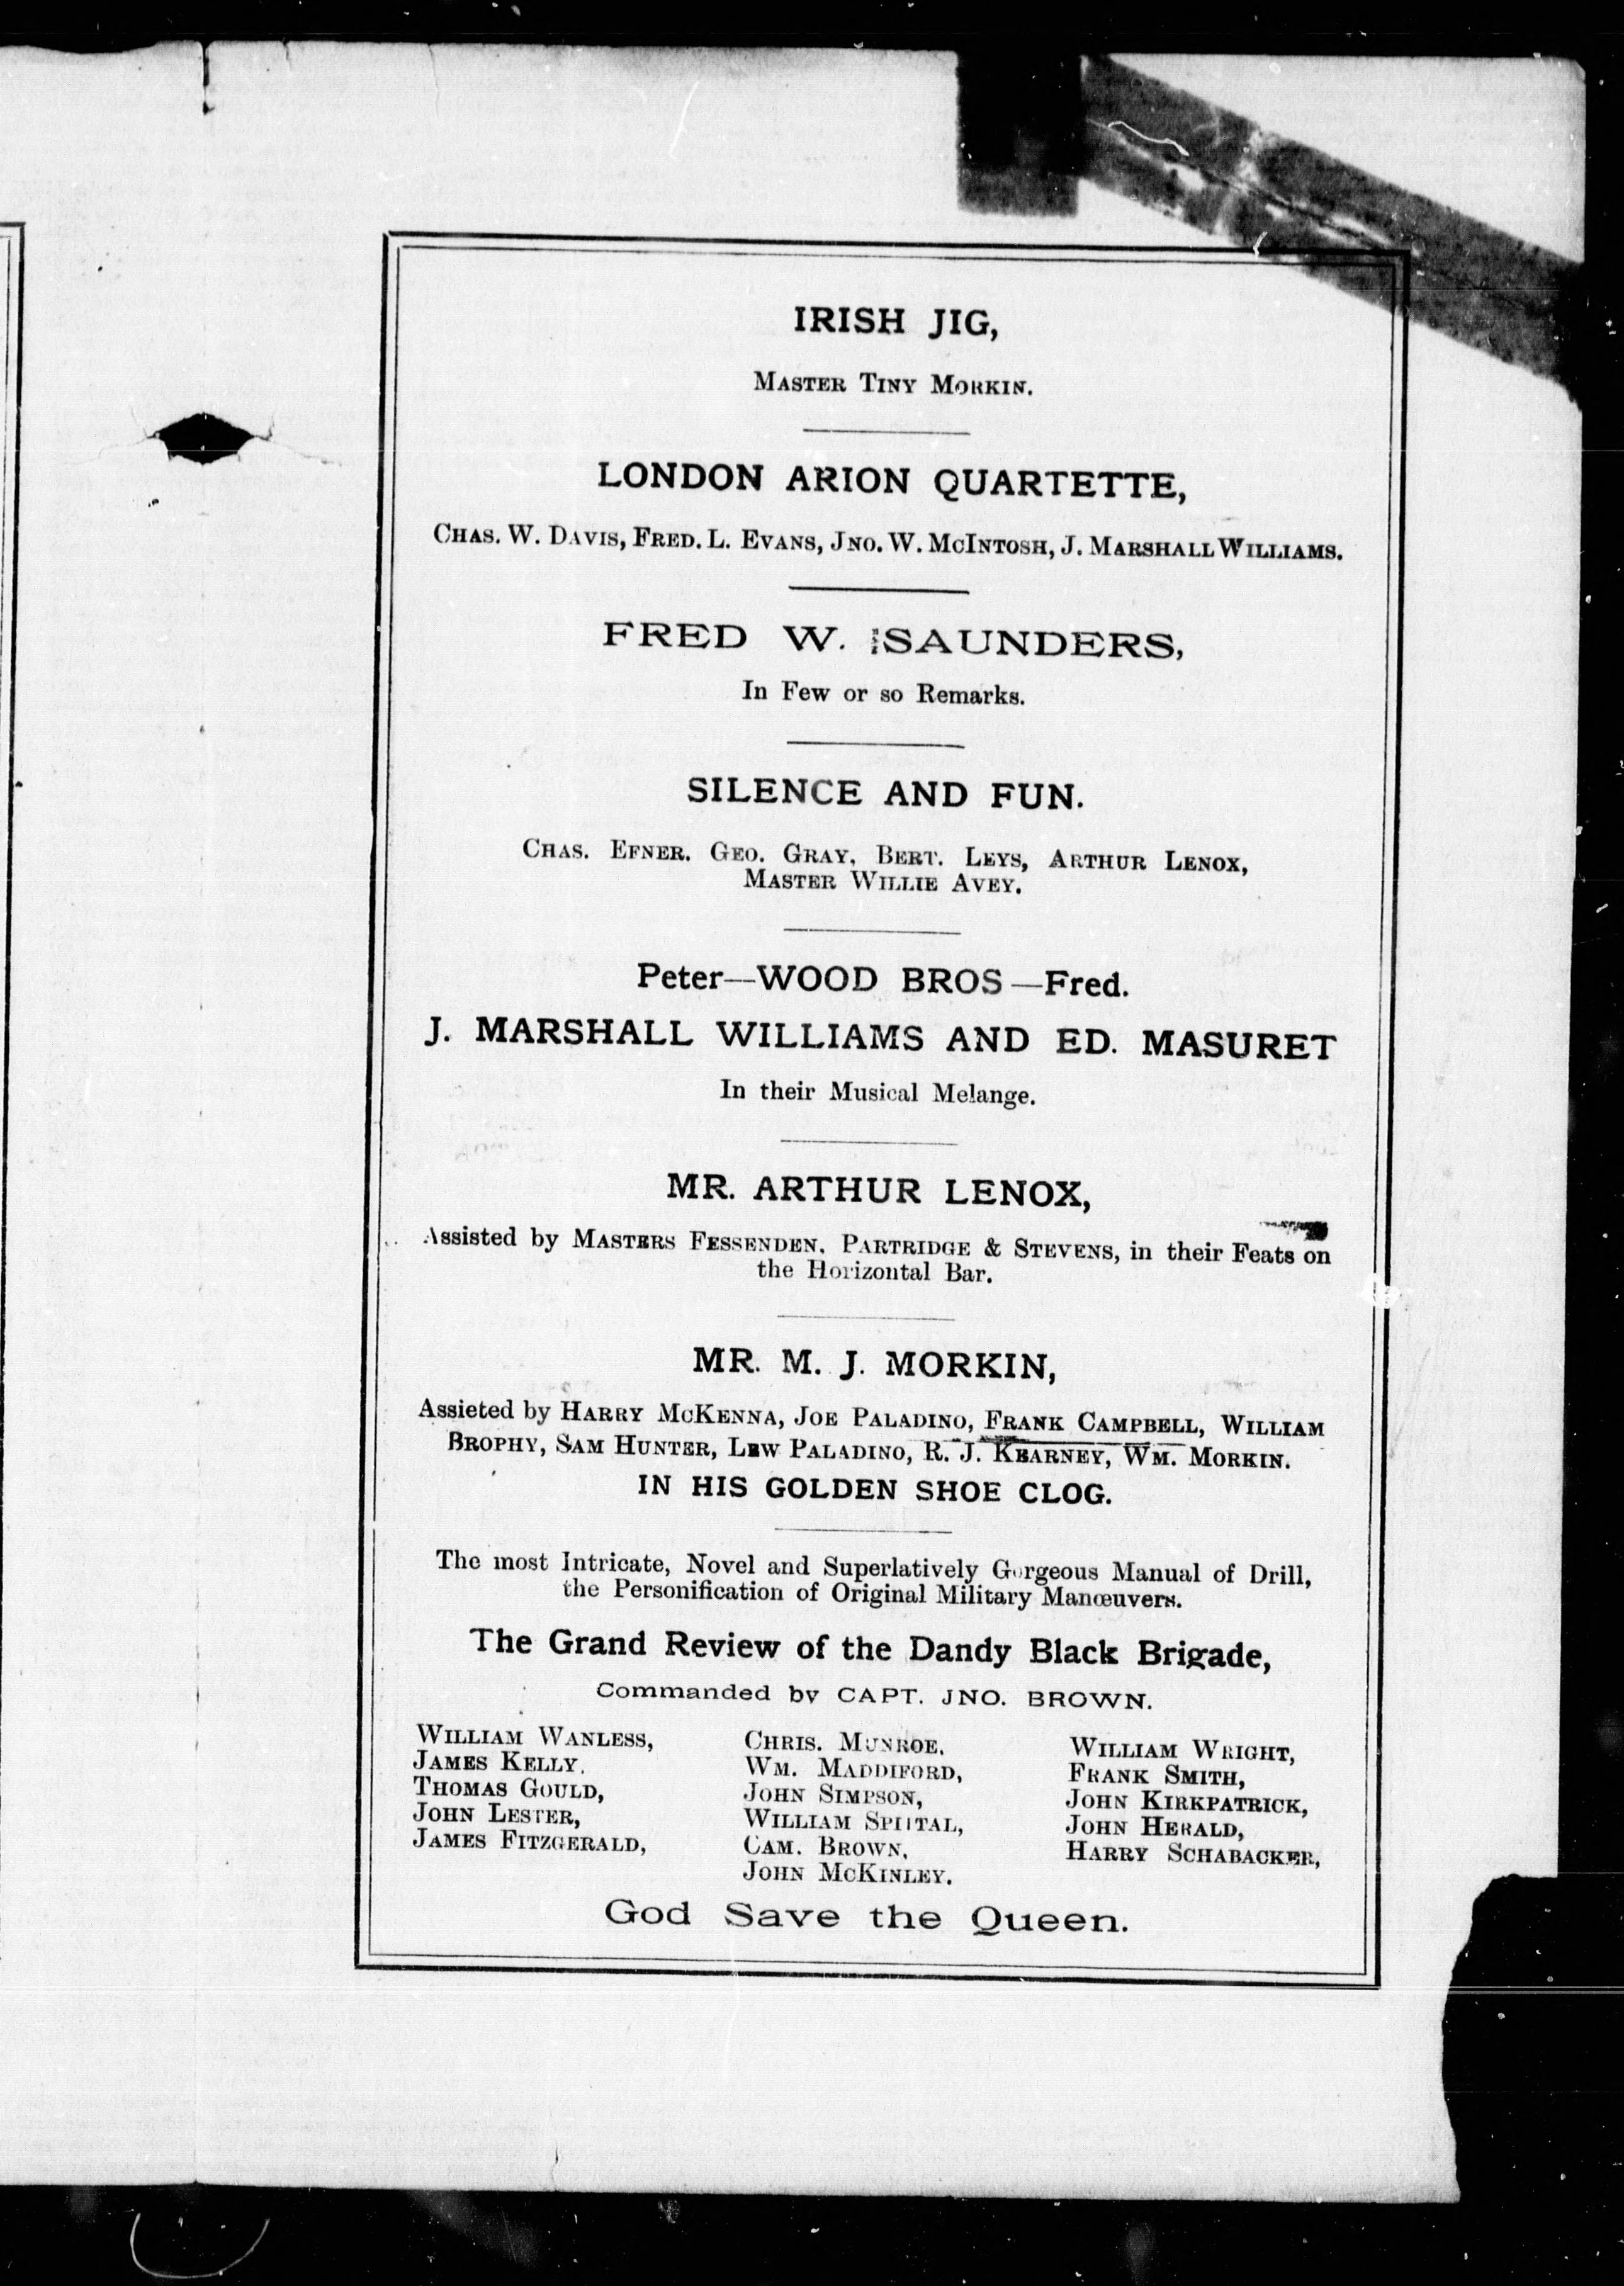 IRISH JIG,
MASTER TINY MORKIN.
LONDON ARION QUARTETTE,
CHAS. W. DAVIS, FRED. L. EVANS, JNO. W. MCINTOSH, J. MARSHALL WILLIAMS.
FRED W. SAUNDERS,
In Few or so Remarks.
SILENCE AND FUN.
CHAS. EFNER. GEO. GRAY, BERT. LEYS, ARTHUR LENOX,
MASTER WILLIE AVEY.
Peter—WOOD BROS—Fred.
J. MARSHALL WILLIAMS AND ED. MASURET
In their Musical Melange.
MR. ARTHUR LENOX,
Assisted by MASTERS FESSENDEN, PARTRIDGE & STEVENS, in their Feats on
the Horizontal Bar.
MR. M. J. MORKIN,
Assieted by HARRY MCKENNA, JOE PALADINO, FRANK CAMPBELL, WILLIAM
BROPHY, SAM HUNTER, LEW PALADINO, R. J. KEARNEY, WM. MORKIN.
IN HIS GOLDEN SHOE CLOG.
The most Intricate, Novel and Superlatively Gorgeous Manual of Drill,
the Personification of Original Military Manœuvers.
The Grand Review of the Dandy Black Brigade,
Commanded by CAPT. JNO. BROWN.
WILLIAM WANLESS,
JAMES KELLY,
THOMAS GOULD,
JOHN LESTER,
JAMES FITZGERALD,
CHRIS. MUNROE,
WM. MADDIFORD,
JOHN SIMPSON,
WILLIAM SPITTAL,
CAM. BROWN,
JOHN MCKINLEY.
WILLIAM WRIGHT,
FRANK SMITH,
JOHN KIRKPATRICK,
JOHN HERALD,
HARRY SCHABACKER,
God Save the Queen.